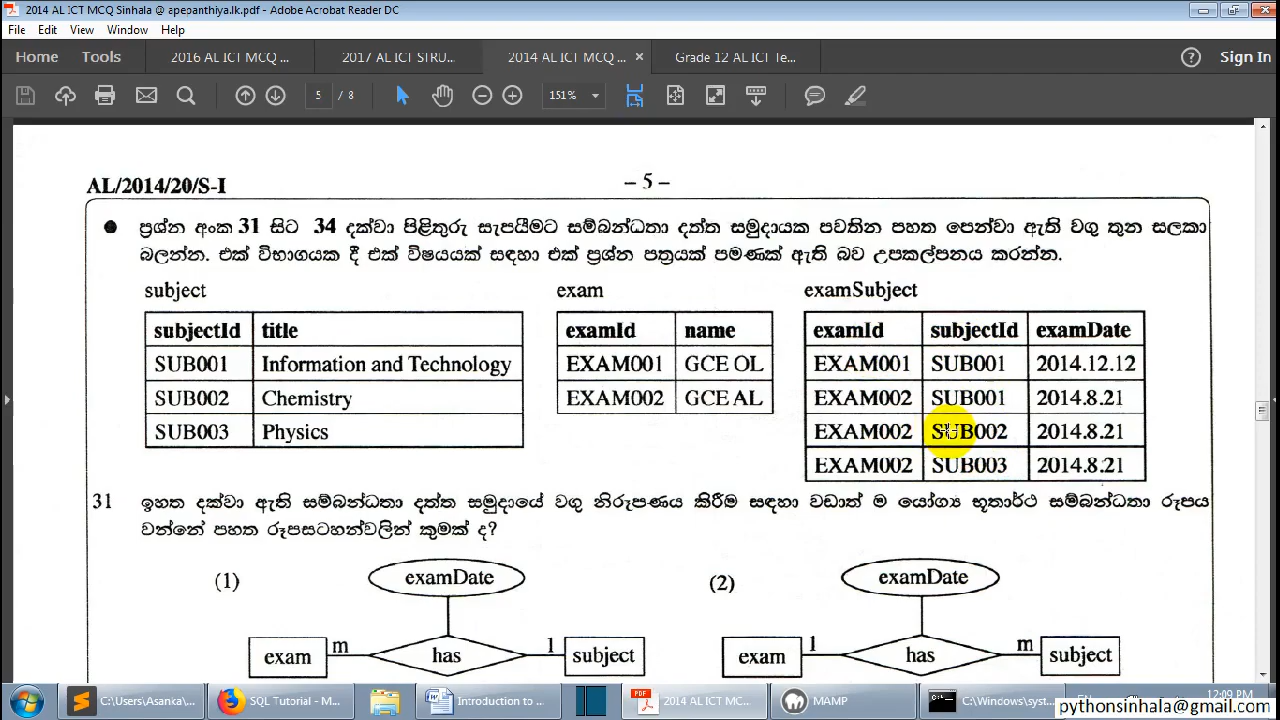 2014 AL ICT MCQ Sinhala @ apepanthiya.lk.pdf - Adobe Acrobat Reader DC
File Edit View Window Help
Home Tools 2016 AL ICT MCQ ... 2017 AL ICT STRU... 2014 AL ICT MCQ ... × Grade 12 AL ICT Te... Sign In
5 / 8 151%
AL/2014/20/S-I – 5 –
● ප්‍රශ්න අංක 31 සිට 34 දක්වා පිළිතුරු සැපයීමට සම්බන්ධතා දත්ත සමුදායක පවතින පහත පෙන්වා ඇති වගු තුන සලකා
බලන්න. එක් විභාගයක දී එක් විෂයයක් සඳහා එක් ප්‍රශ්න පත්‍රයක් පමණක් ඇති බව උපකල්පනය කරන්න.
subject exam examSubject
subjectId title examId name examId subjectId examDate
SUB001 Information and Technology EXAM001 GCE OL EXAM001 SUB001 2014.12.12
SUB002 Chemistry EXAM002 GCE AL EXAM002 SUB001 2014.8.21
SUB003 Physics EXAM002 SUB002 2014.8.21
EXAM002 SUB003 2014.8.21
31 ඉහත දක්වා ඇති සම්බන්ධතා දත්ත සමුදායේ වගු නිරූපණය කිරීම සඳහා වඩාත් ම යෝග්‍ය භූතාර්ථ සම්බන්ධතා රූපය
වන්නේ පහත රූපසටහන්වලින් කුමක් ද?
(1) examDate (2) examDate
exam m has 1 subject exam 1 has m subject
C:\Users\Asanka\... SQL Tutorial - M... Introduction to ... 2014 AL ICT MC... MAMP C:\Windows\syst... EN 12:09 PM
pythonsinhala@gmail.com